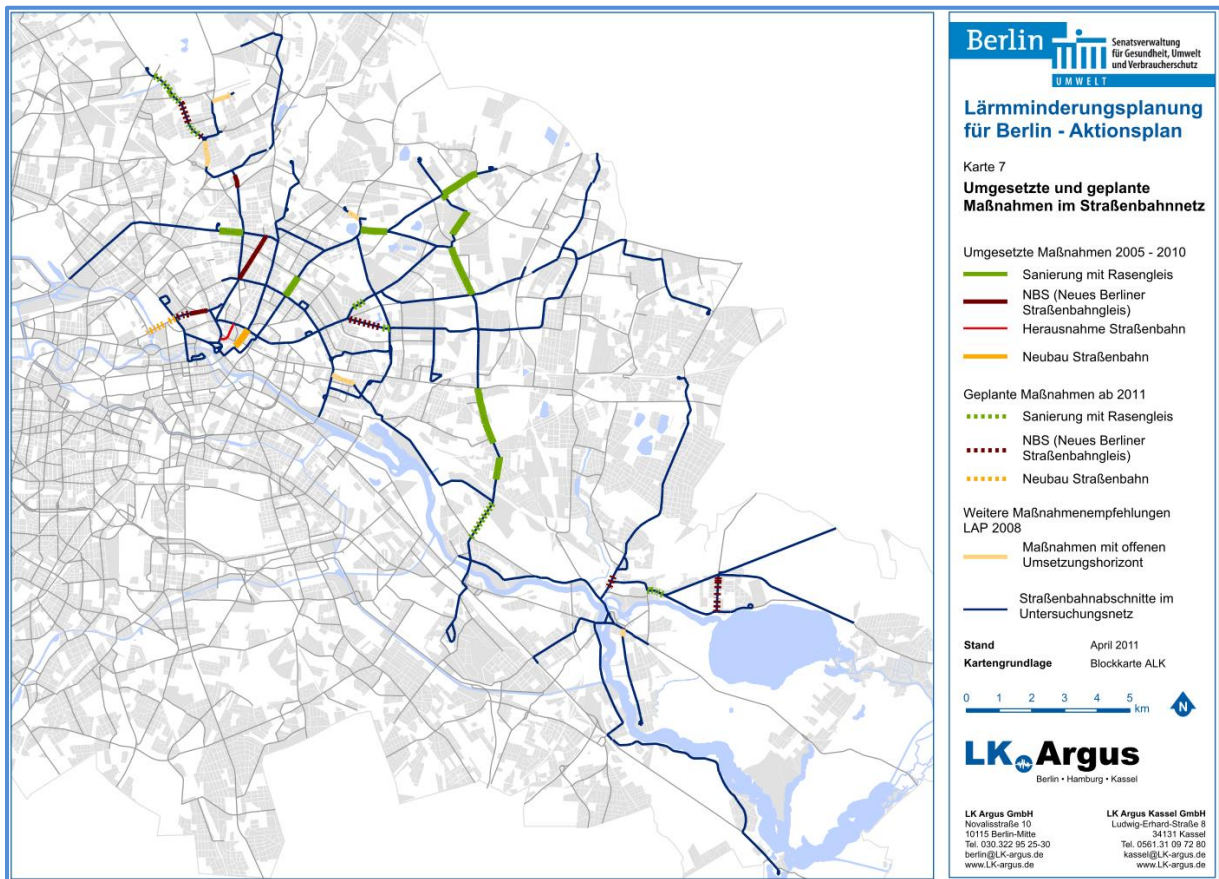 Berlin
Senatsverwaltung
für Gesundheit, Umwelt
und Verbraucherschutz
UMWELT
Lärmminderungsplanung
für Berlin - Aktionsplan
Karte 7
Umgesetzte und geplante
Maßnahmen im Straßenbahnnetz
Umgesetzte Maßnahmen 2005 - 2010
Sanierung mit Rasengleis
NBS (Neues Berliner
Straßenbahngleis)
Herausnahme Straßenbahn
Neubau Straßenbahn
Geplante Maßnahmen ab 2011
Sanierung mit Rasengleis
NBS (Neues Berliner
Straßenbahngleis)
Neubau Straßenbahn
Weitere Maßnahmenempfehlungen
LAP 2008
Maßnahmen mit offenen
Umsetzungshorizont
Straßenbahnabschnitte im
Untersuchungsnetz
Stand April 2011
Kartengrundlage Blockkarte ALK
0 1 2 3 4 5
km
N
LK Argus
Berlin • Hamburg • Kassel
LK Argus GmbH
Novalisstraße 10
10115 Berlin-Mitte
Tel. 030.322 95 25-30
berlin@LK-argus.de
www.LK-argus.de
LK Argus Kassel GmbH
Ludwig-Erhard-Straße 8
34131 Kassel
Tel. 0561.31 09 72 80
kassel@LK-argus.de
www.LK-argus.de